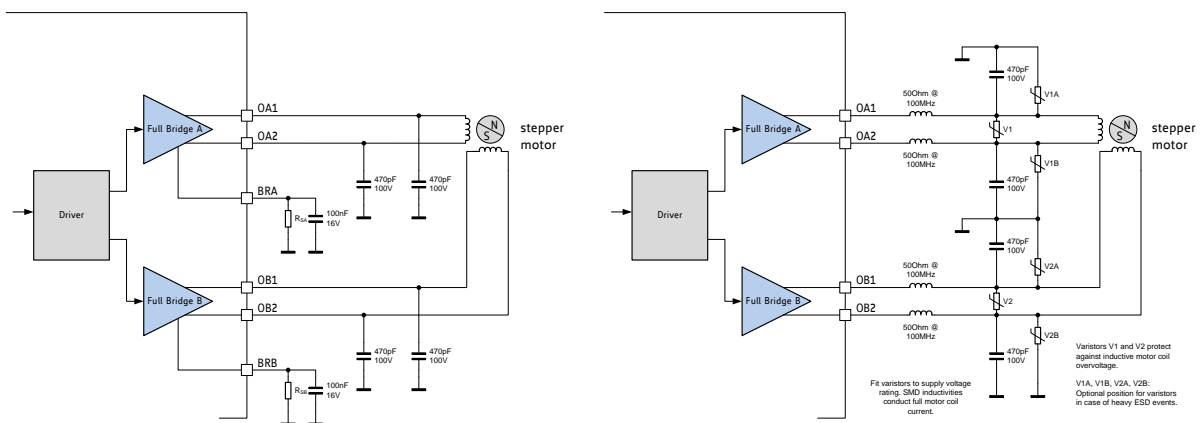 OA1
Full Bridge A
OA2
N
S
stepper
motor
470pF
100V
470pF
100V
BRA
RSA
100nF
16V
Driver
OB1
Full Bridge B
OB2
470pF
100V
470pF
100V
BRB
RSB
100nF
16V
470pF
100V
V1A
50Ohm @
100MHz
OA1
Full Bridge A
V1
N
S
stepper
motor
OA2
50Ohm @
100MHz
V1B
470pF
100V
Driver
470pF
100V
V2A
50Ohm @
100MHz
OB1
Full Bridge B
V2
OB2
50Ohm @
100MHz
V2B
470pF
100V
Fit varistors to supply voltage
rating. SMD inductivities
conduct full motor coil
current.
Varistors V1 and V2 protect
against inductive motor coil
overvoltage.
V1A, V1B, V2A, V2B:
Optional position for varistors
in case of heavy ESD events.